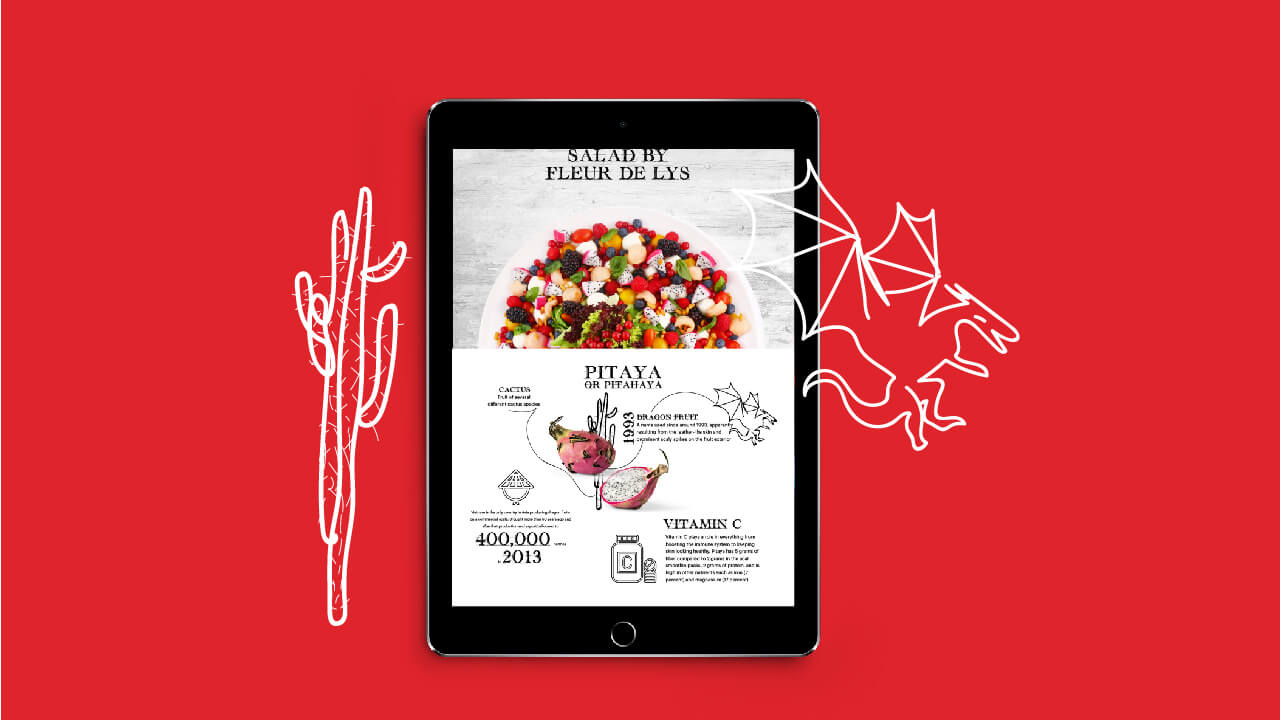 SALAD BY
FLEUR DE LYS
PITAYA
OR PITAHAYA
CACTUS
Fruit of several
different cactus species
1993
DRAGON FRUIT
A name used since around 1993, apparently
resulting from the leather-like skin and
prominent scaly spikes on the fruit exterior
400,000
in 2013
VITAMIN C
Vitamin C plays a role in everything from
boosting the immune system to keeping
skin looking healthy. Pitaya has 5 grams of
fiber compared to 2 grams in the acai
smoothie packs, 2 grams of protein, and is
high in other nutrients such as iron (7
percent) and magnesium (17 percent)
C